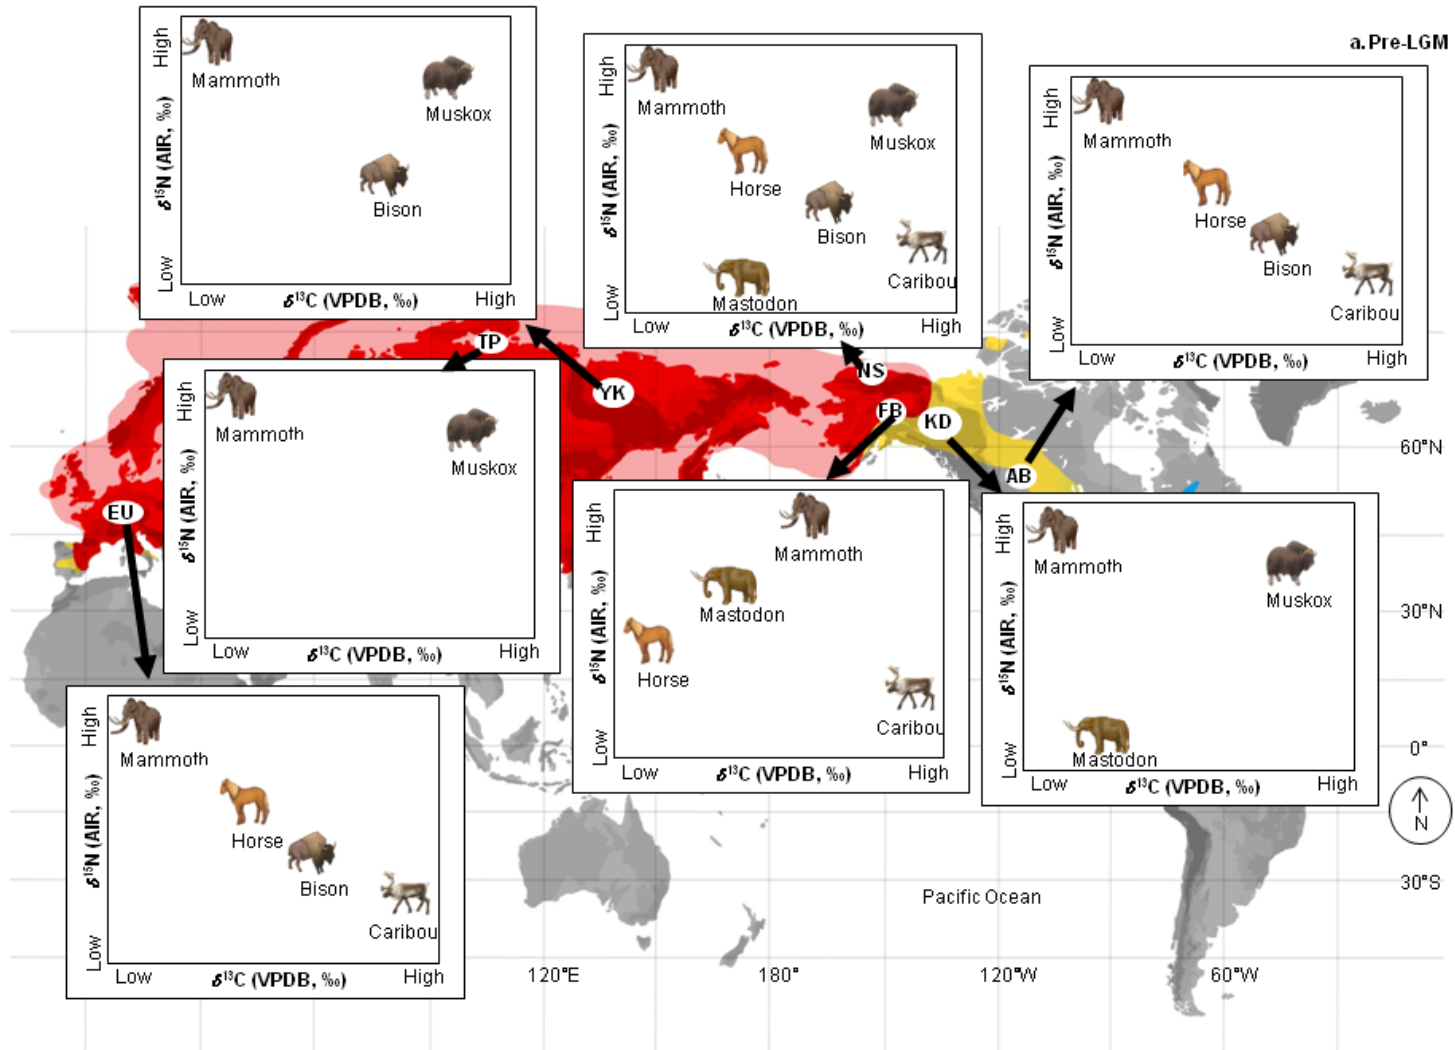 a. Pre-LGM
High
Low
δ¹⁵N (AIR, ‰)
Mammoth
Muskox
Bison
Low
δ¹³C (VPDB, ‰)
High
High
Low
δ¹⁵N (AIR, ‰)
Mammoth
Muskox
Horse
Bison
Caribou
Mastodon
Low
δ¹³C (VPDB, ‰)
High
High
Low
δ¹⁵N (AIR, ‰)
Mammoth
Horse
Bison
Caribou
Low
δ¹³C (VPDB, ‰)
High
TP
YK
NS
FB
KD
AB
EU
High
Low
δ¹⁵N (AIR, ‰)
Mammoth
Muskox
Low
δ¹³C (VPDB, ‰)
High
High
Low
δ¹⁵N (AIR, ‰)
Mammoth
Mastodon
Horse
Caribou
Low
δ¹³C (VPDB, ‰)
High
High
Low
δ¹⁵N (AIR, ‰)
Mammoth
Muskox
Mastodon
Low
δ¹³C (VPDB, ‰)
High
High
Low
δ¹⁵N (AIR, ‰)
Mammoth
Horse
Bison
Caribou
Low
δ¹³C (VPDB, ‰)
High
60°N
30°N
0°
30°S
N
Pacific Ocean
120°E
180°
120°W
60°W